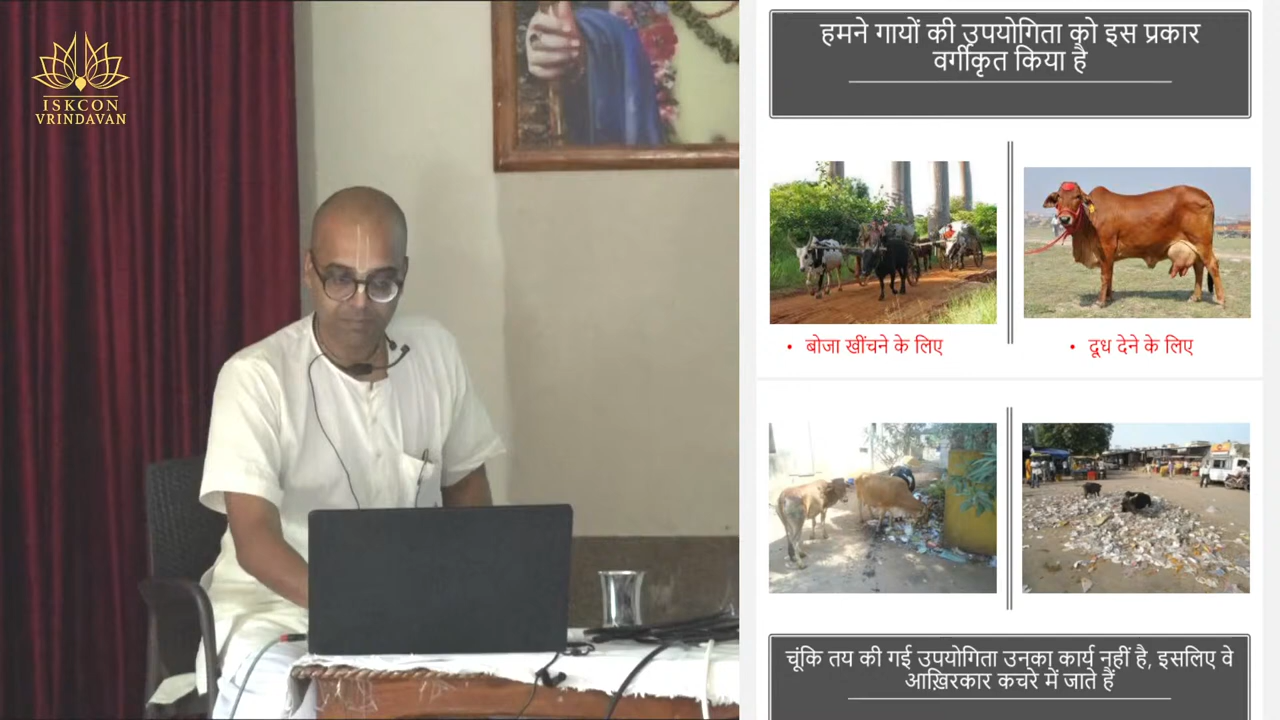 ISKCON
VRINDAVAN
हमने गायों की उपयोगिता को इस प्रकार
वर्गीकृत किया है
• बोजा खींचने के लिए
• दूध देने के लिए
चूंकि तय की गई उपयोगिता उनका कार्य नहीं है, इसलिए वे
आख़िरकार कचरे में जाते हैं